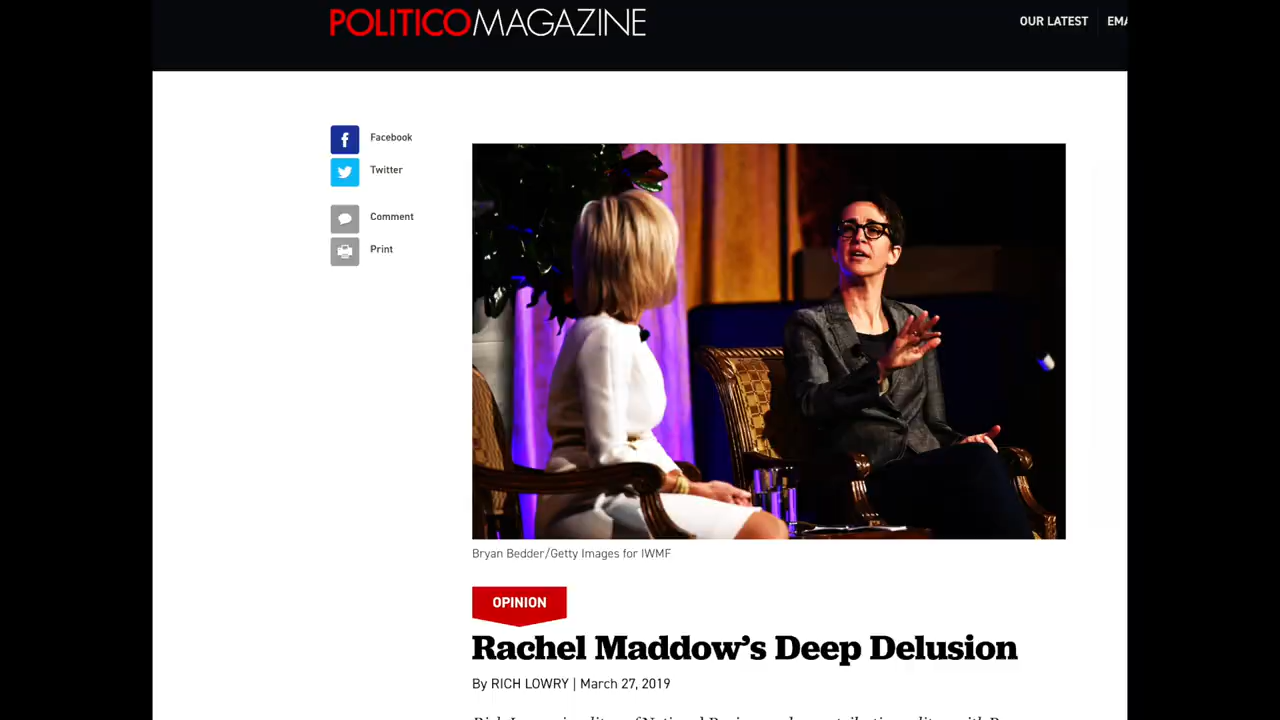 POLITICOMAGAZINE
OUR LATEST
Facebook
Twitter
Comment
Print
Bryan Bedder/Getty Images for IWMF
OPINION
Rachel Maddow's Deep Delusion
By RICH LOWRY | March 27, 2019